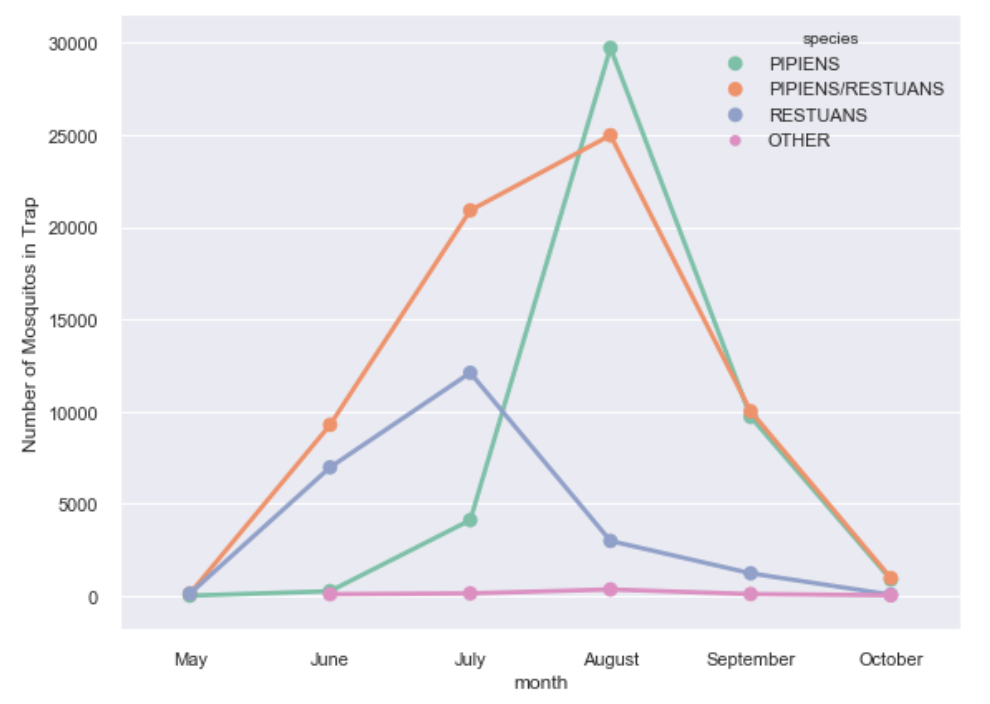 species
PIPIENS
PIPIENS/RESTUANS
RESTUANS
OTHER
Number of Mosquitos in Trap
30000
25000
20000
15000
10000
5000
0
May June July August September October
month